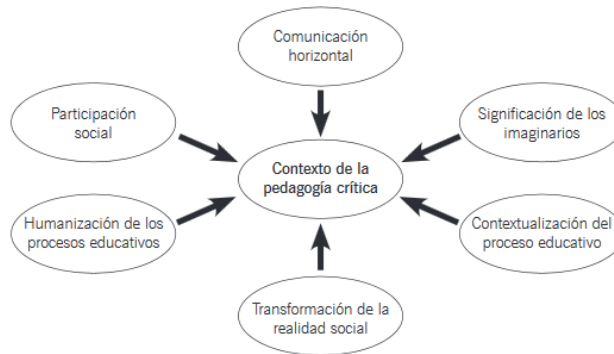 Comunicación
horizontal
Participación
social
Significación de los
imaginarios
Contexto de la
pedagogía crítica
Humanización de los
procesos educativos
Contextualización del
proceso educativo
Transformación de la
realidad social